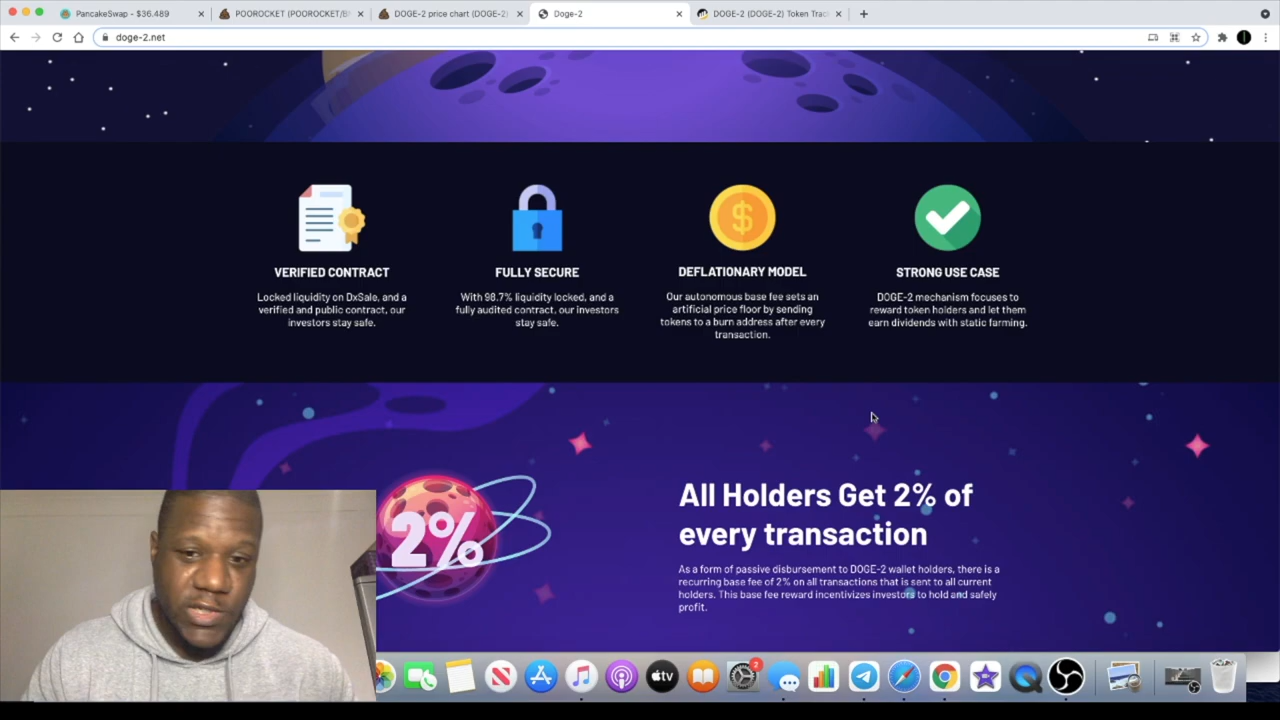 PancakeSwap - $36.489
POOROCKET (POOROCKET/B
DOGE-2 price chart (DOGE-2)
Doge-2
DOGE-2 (DOGE-2) Token Trac
doge-2.net
VERIFIED CONTRACT
Locked liquidity on DxSale, and a
verified and public contract, our
investors stay safe.
FULLY SECURE
With 98.7% liquidity locked, and a
fully audited contract, our investors
stay safe.
DEFLATIONARY MODEL
Our autonomous base fee sets an
artificial price floor by sending
tokens to a burn address after every
transaction.
STRONG USE CASE
DOGE-2 mechanism focuses to
reward token holders and let them
earn dividends with static farming.
2%
All Holders Get 2% of
every transaction
As a form of passive disbursement to DOGE-2 wallet holders, there is a
recurring base fee of 2% on all transactions that is sent to all current
holders. This base fee reward incentivizes investors to hold and safely
profit.
tv
2